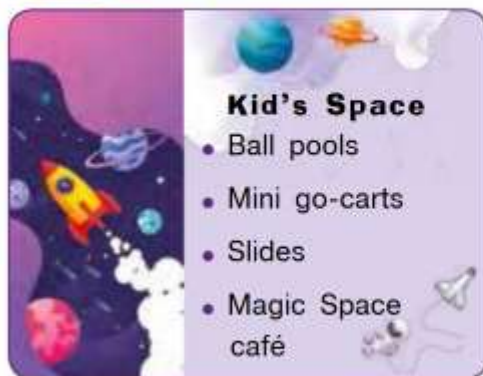 Kid's Space
• Ball pools
• Mini go-carts
• Slides
• Magic Space
café